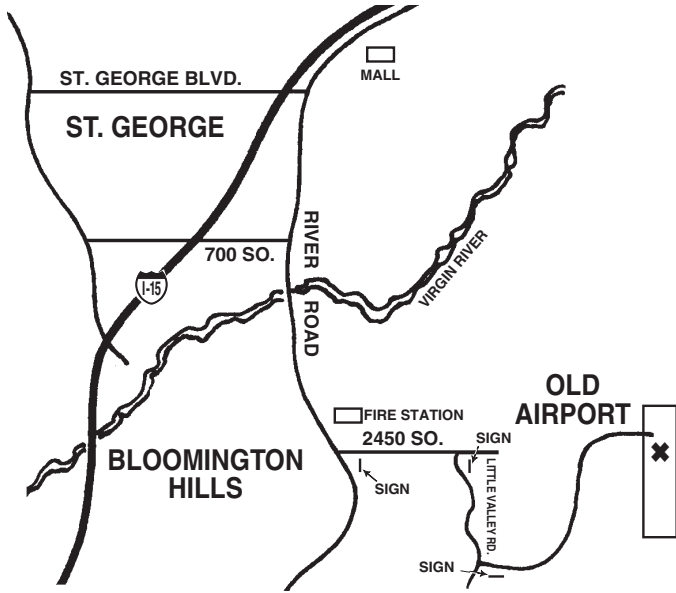 MALL
ST. GEORGE BLVD.
ST. GEORGE
RIVER ROAD
700 SO.
VIRGIN RIVER
I-15
OLD
AIRPORT
FIRE STATION
2450 SO.
SIGN
BLOOMINGTON
HILLS
SIGN
LITTLE VALLEY RD.
SIGN